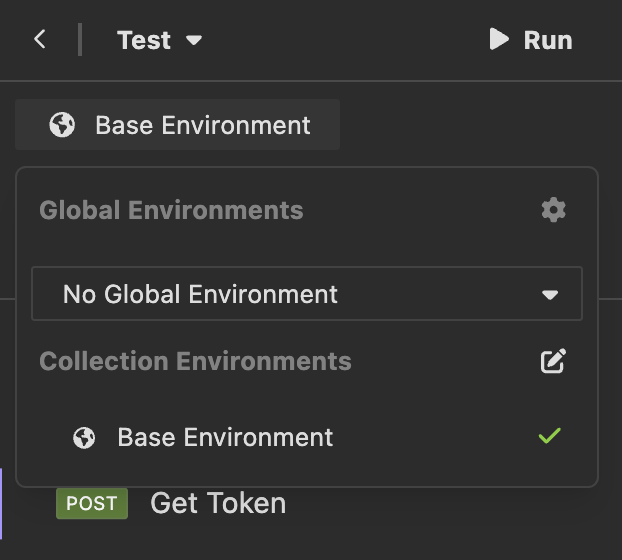 Test
Run
Base Environment
Global Environments
No Global Environment
Collection Environments
Base Environment
POST Get Token